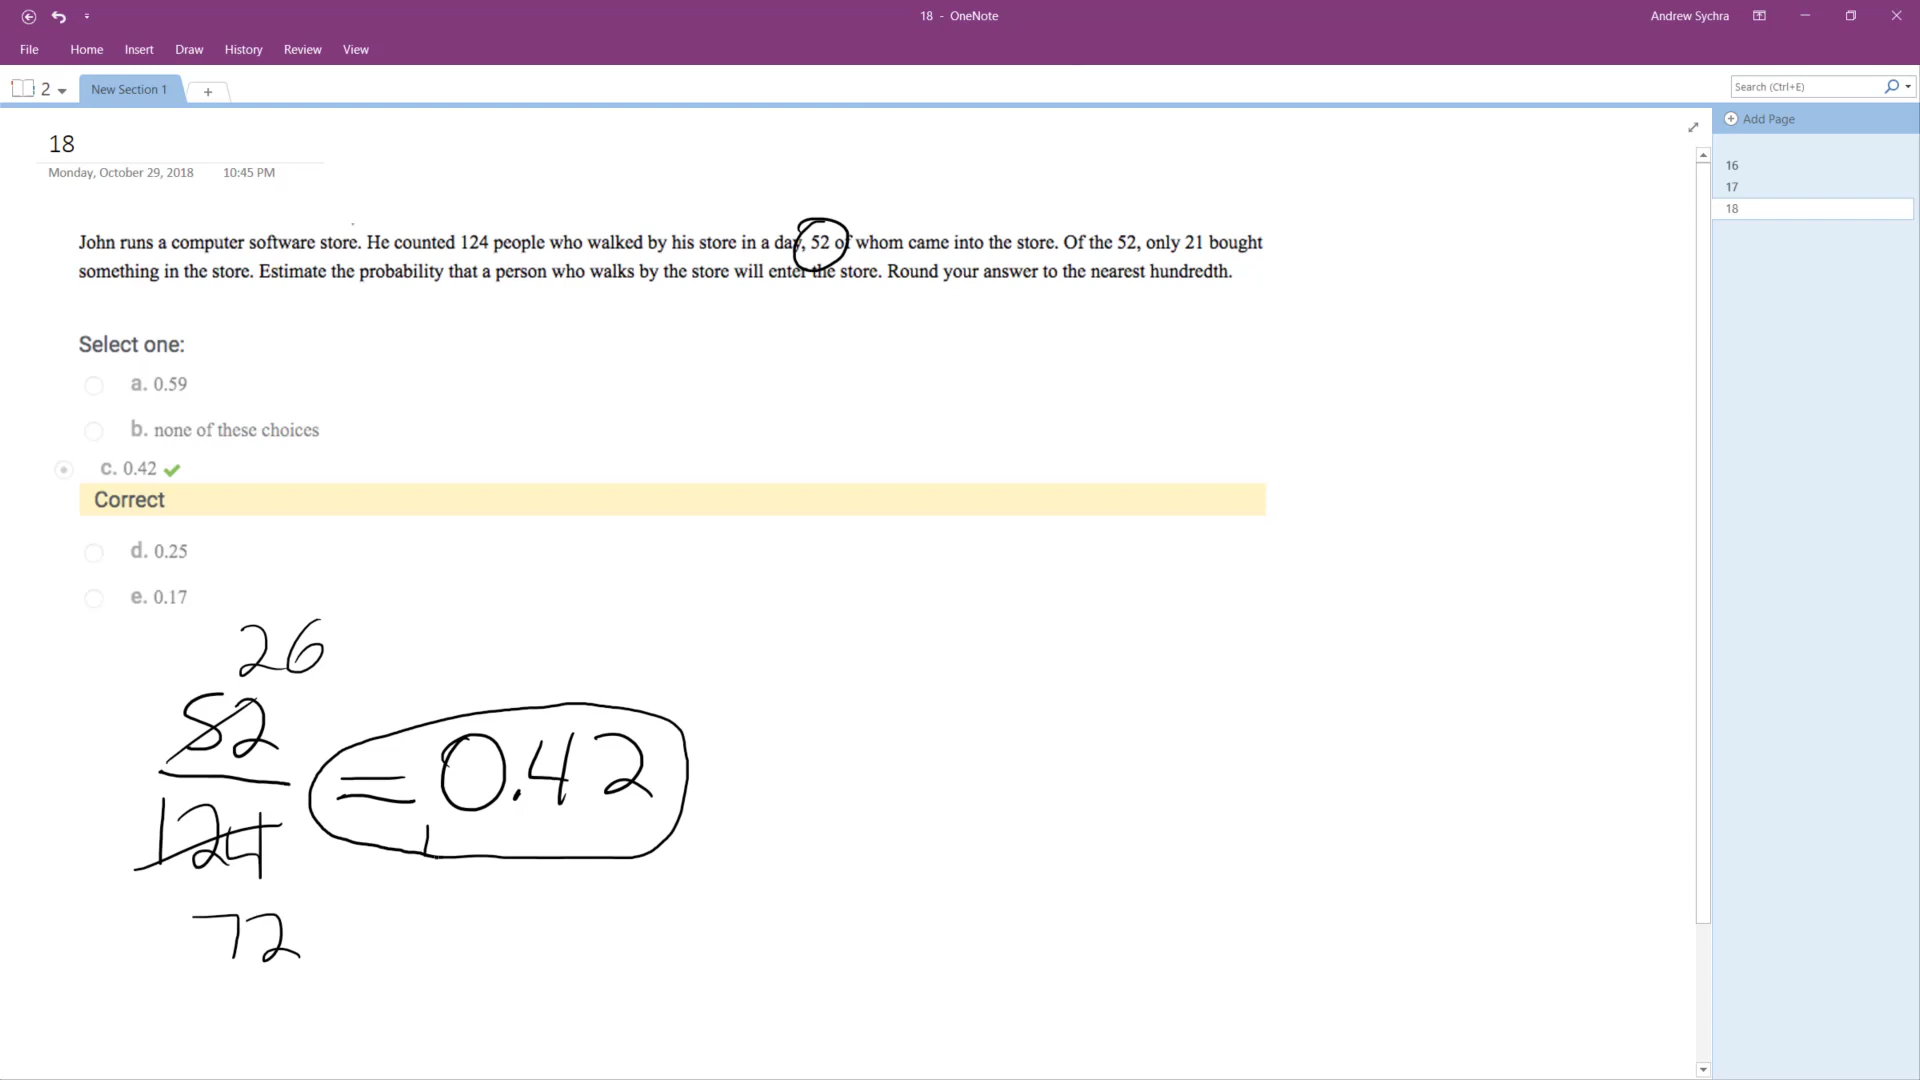 18 - OneNote
Andrew Sychra
File Home Insert Draw History Review View
2 New Section 1 +
Search (Ctrl+E)
Add Page
16
17
18
18
Monday, October 29, 2018 10:45 PM
John runs a computer software store. He counted 124 people who walked by his store in a day, 52 of whom came into the store. Of the 52, only 21 bought
something in the store. Estimate the probability that a person who walks by the store will enter the store. Round your answer to the nearest hundredth.
Select one:
a. 0.59
b. none of these choices
c. 0.42
Correct
d. 0.25
e. 0.17
26
52
= 0.42
124
72